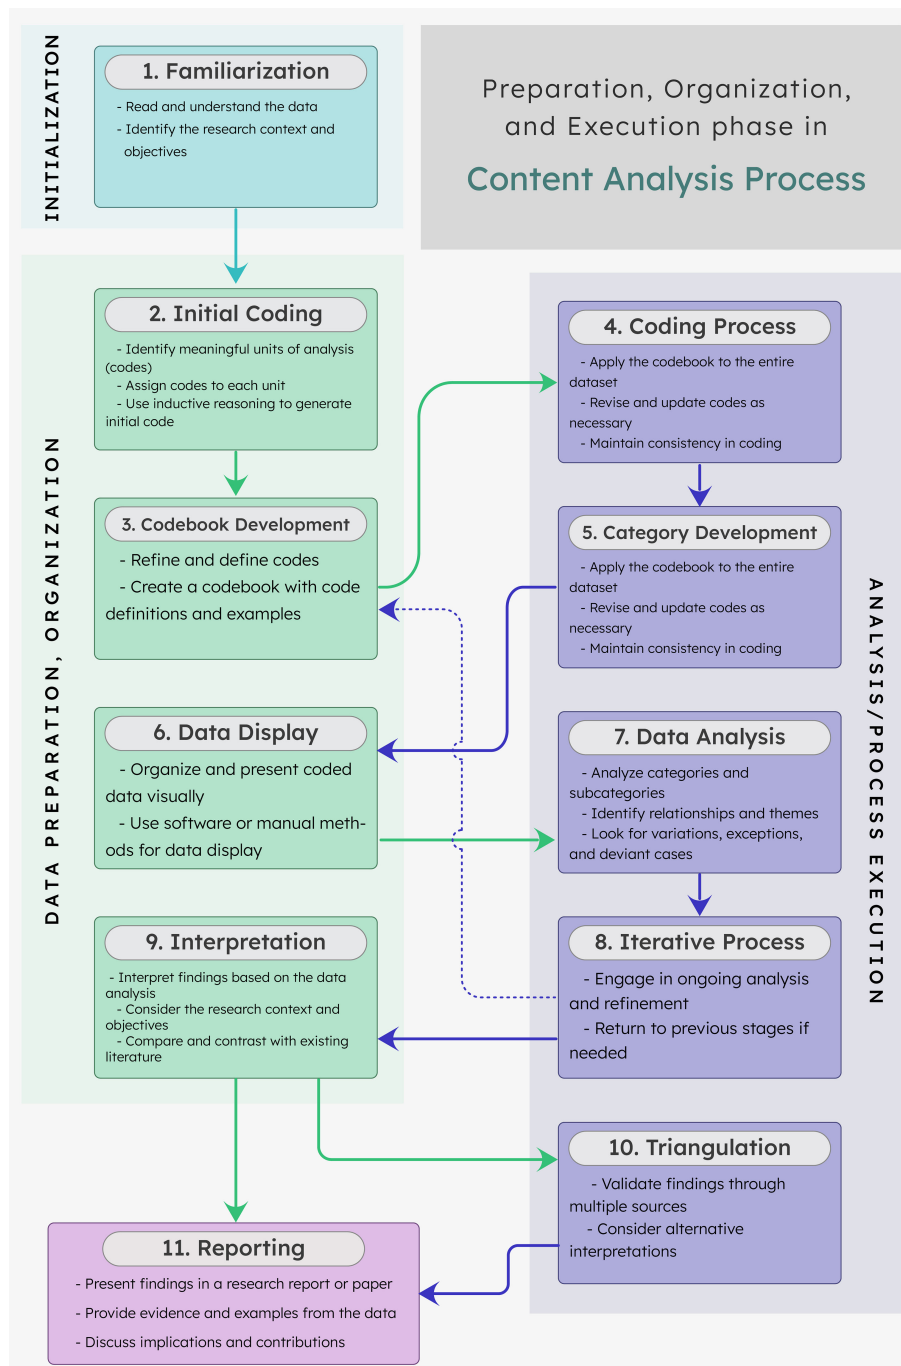 INITIALIZATION
1. Familiarization
- Read and understand the data
- Identify the research context and
objectives
Preparation, Organization,
and Execution phase in
Content Analysis Process
DATA PREPARATION, ORGANIZATION
2. Initial Coding
- Identify meaningful units of analysis
(codes)
- Assign codes to each unit
- Use inductive reasoning to generate
initial code
3. Codebook Development
- Refine and define codes
- Create a codebook with code
definitions and examples
ANALYSIS/PROCESS EXECUTION
4. Coding Process
- Apply the codebook to the entire
dataset
- Revise and update codes as
necessary
- Maintain consistency in coding
5. Category Development
- Apply the codebook to the entire
dataset
- Revise and update codes as
necessary
- Maintain consistency in coding
6. Data Display
- Organize and present coded
data visually
- Use software or manual meth-
ods for data display
7. Data Analysis
- Analyze categories and
subcategories
- Identify relationships and themes
- Look for variations, exceptions,
and deviant cases
8. Iterative Process
- Engage in ongoing analysis
and refinement
- Return to previous stages if
needed
9. Interpretation
- Interpret findings based on the data
analysis
- Consider the research context and
objectives
- Compare and contrast with existing
literature
10. Triangulation
- Validate findings through
multiple sources
- Consider alternative
interpretations
11. Reporting
- Present findings in a research report or paper
- Provide evidence and examples from the data
- Discuss implications and contributions